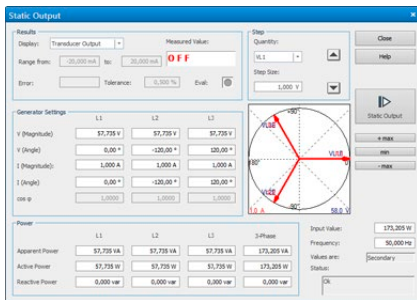 Static Output
Results
Display: Transducer Output Measured Value:
Range from: -20,000 mA to: 20,000 mA OFF
Error: Tolerance: 0,500 % Eval:
Step
Quantity:
VL1
Step Size:
1,000 V
Close
Help
Static Output
+ max
min
- max
Generator Settings
L1 L2 L3
V (Magnitude) 57,735 V 57,735 V 57,735 V
V (Angle) 0,00 ° -120,00 ° 120,00 °
I (Magnitude): 1,000 A 1,000 A 1,000 A
I (Angle) 0,00 ° -120,00 ° 120,00 °
cos φ 1,0000 1,0000 1,0000
+90°
180°
0°
-90°
1.0 A 58.0 V
Power
L1 L2 L3 3-Phase
Apparent Power 57,735 VA 57,735 VA 57,735 VA 173,205 VA
Active Power 57,735 W 57,735 W 57,735 W 173,205 W
Reactive Power 0,000 var 0,000 var 0,000 var 0,000 var
Input Value: 173,205 W
Frequency: 50,000 Hz
Values are: Secondary
Status:
Ok